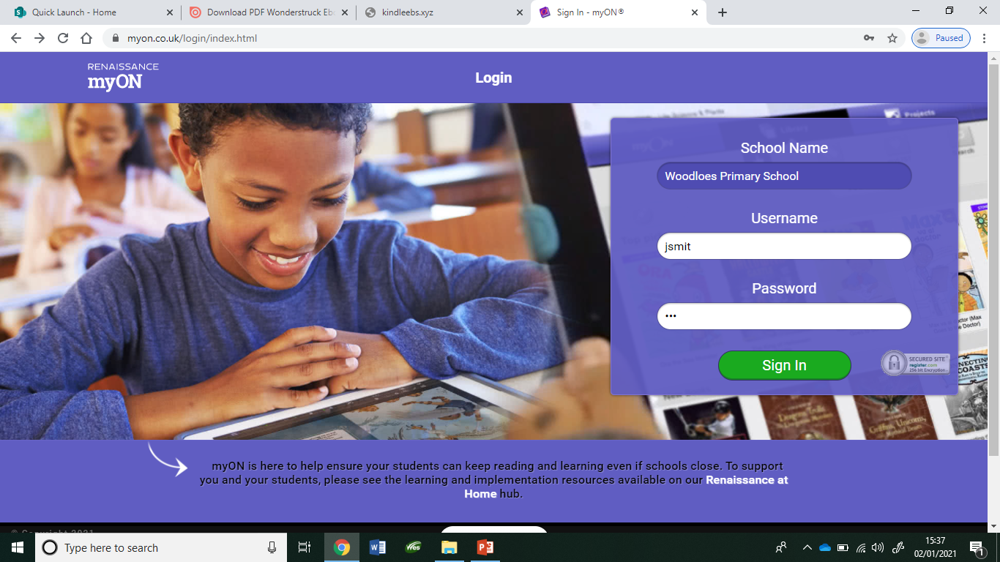 Quick Launch - Home
Download PDF Wonderstruck Ebo
kindleebs.xyz
Sign In - myON®
myon.co.uk/login/index.html
Paused
RENAISSANCE
myON
Login
School Name
Woodloes Primary School
Username
jsmit
Password
•••
Sign In
SECURED SITE
register.com
256 bit Encryption
Projects
myON is here to help ensure your students can keep reading and learning even if schools close. To support
you and your students, please see the learning and implementation resources available on our Renaissance at
Home hub.
© Copyright 2021
Type here to search
Wes
15:37
02/01/2021
1